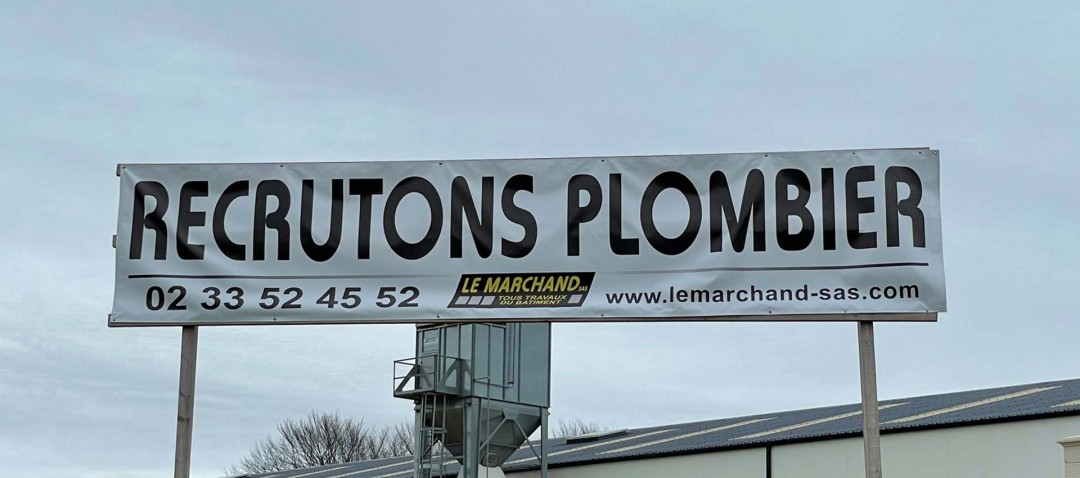 RECRUTONS PLOMBIER
02 33 52 45 52
LE MARCHAND SAS
TOUS TRAVAUX
DU BATIMENT
www.lemarchand-sas.com